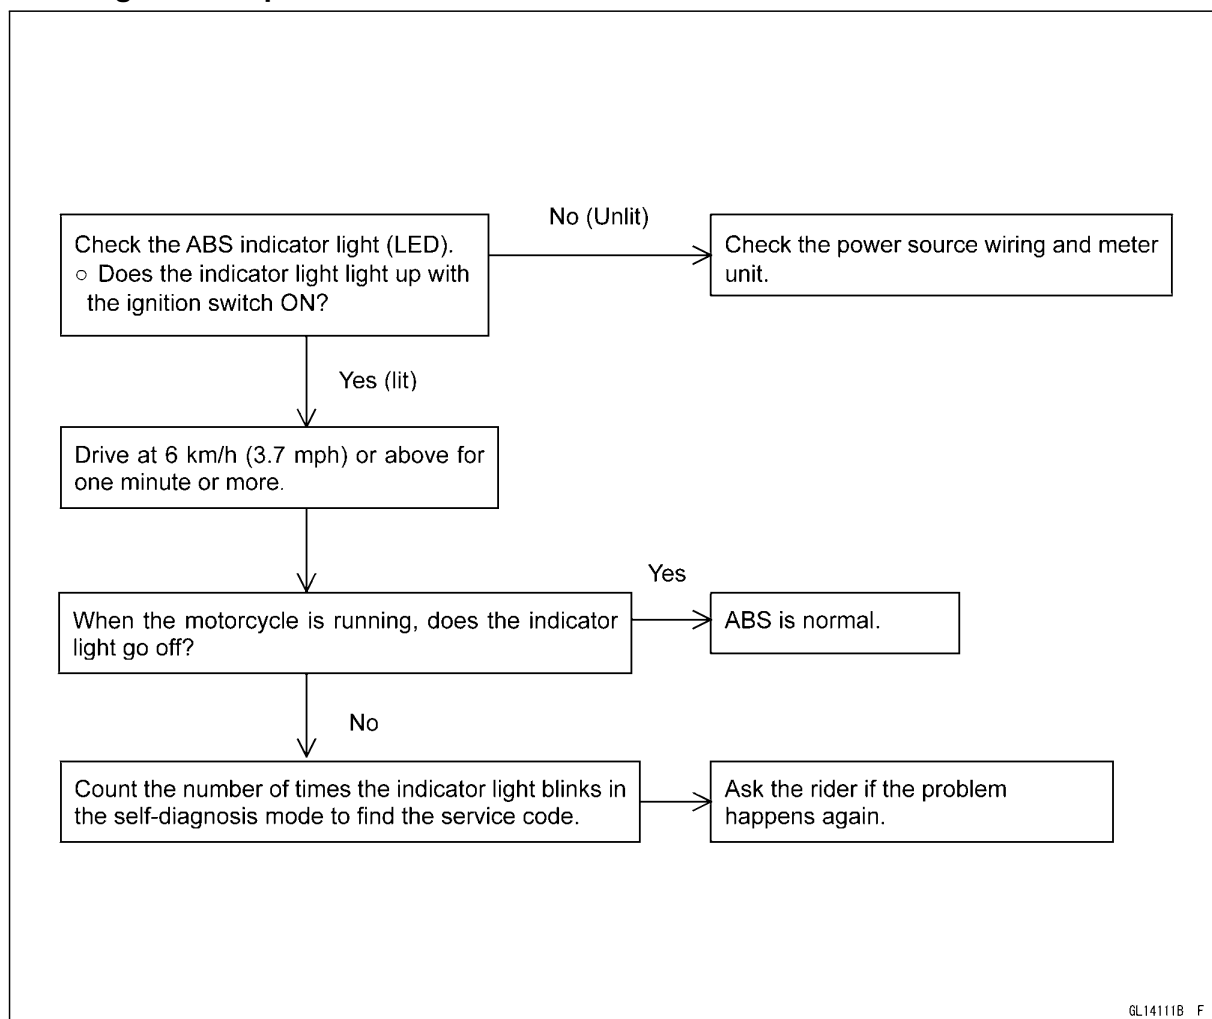 Check the ABS indicator light (LED).
○ Does the indicator light light up with
the ignition switch ON?
No (Unlit)
Check the power source wiring and meter
unit.
Yes (lit)
Drive at 6 km/h (3.7 mph) or above for
one minute or more.
When the motorcycle is running, does the indicator
light go off?
Yes
ABS is normal.
No
Count the number of times the indicator light blinks in
the self-diagnosis mode to find the service code.
Ask the rider if the problem
happens again.
GL14111B F